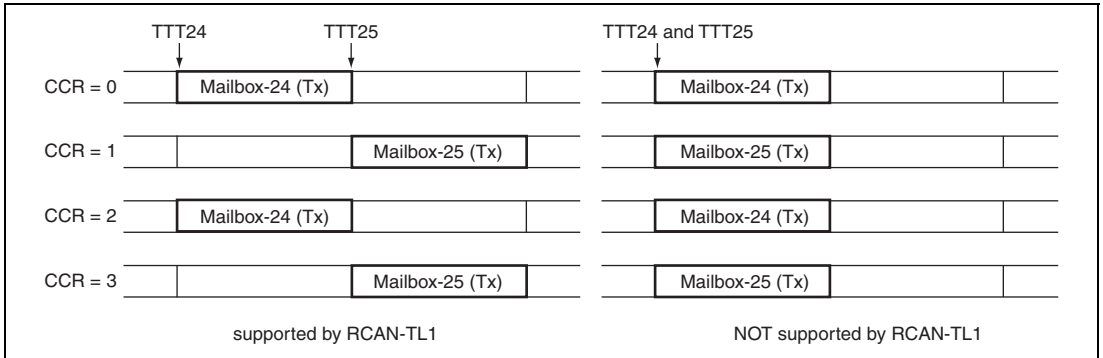 TTT24 TTT25 TTT24 and TTT25
CCR = 0 Mailbox-24 (Tx) Mailbox-24 (Tx)
CCR = 1 Mailbox-25 (Tx) Mailbox-25 (Tx)
CCR = 2 Mailbox-24 (Tx) Mailbox-24 (Tx)
CCR = 3 Mailbox-25 (Tx) Mailbox-25 (Tx)
supported by RCAN-TL1 NOT supported by RCAN-TL1